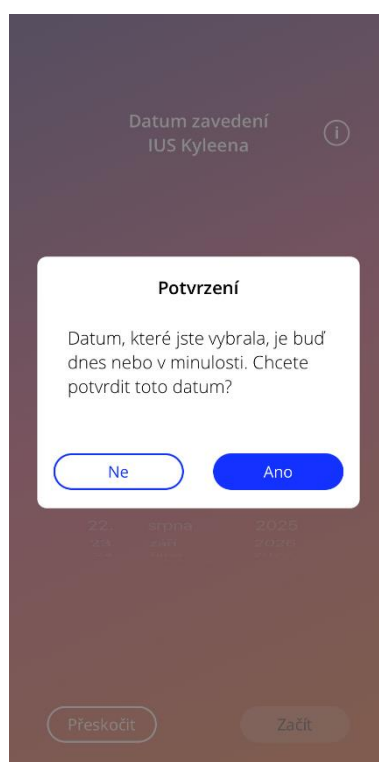 Datum zavedení
IUS Kyleena
i
Potvrzení
Datum, které jste vybrala, je buď
dnes nebo v minulosti. Chcete
potvrdit toto datum?
Ne
Ano
22. srpna 2025
září
Přeskočit
Začít